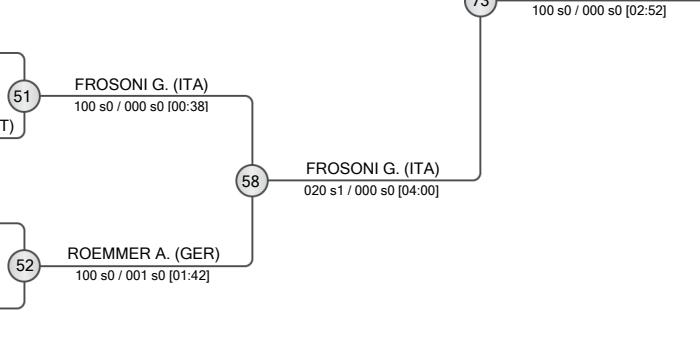 73
100 s0 / 000 s0 [02:52]
FROSONI G. (ITA)
51
100 s0 / 000 s0 [00:38]
T)
FROSONI G. (ITA)
58
020 s1 / 000 s0 [04:00]
ROEMMER A. (GER)
52
100 s0 / 001 s0 [01:42]